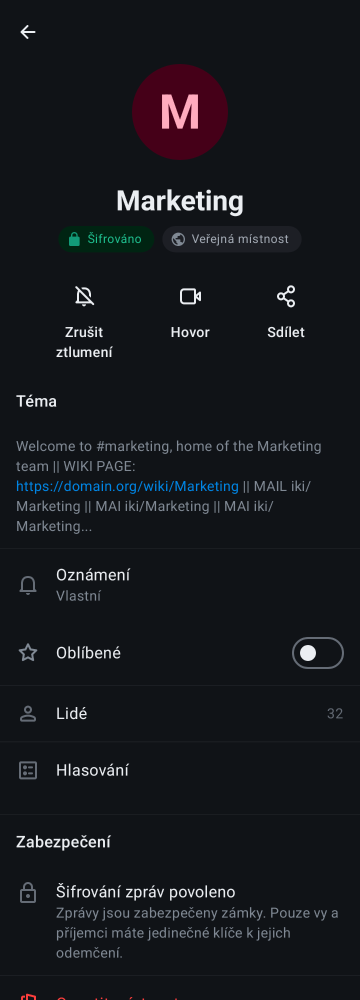 M
Marketing
Šifrováno
Veřejná místnost
Zrušit
ztlumení
Hovor
Sdílet
Téma
Welcome to #marketing, home of the Marketing
team || WIKI PAGE:
https://domain.org/wiki/Marketing || MAIL iki/
Marketing || MAI iki/Marketing || MAI iki/
Marketing...
Oznámení
Vlastní
Oblíbené
Lidé
32
Hlasování
Zabezpečení
Šifrování zpráv povoleno
Zprávy jsou zabezpečeny zámky. Pouze vy a
příjemci máte jedinečné klíče k jejich
odemčení.